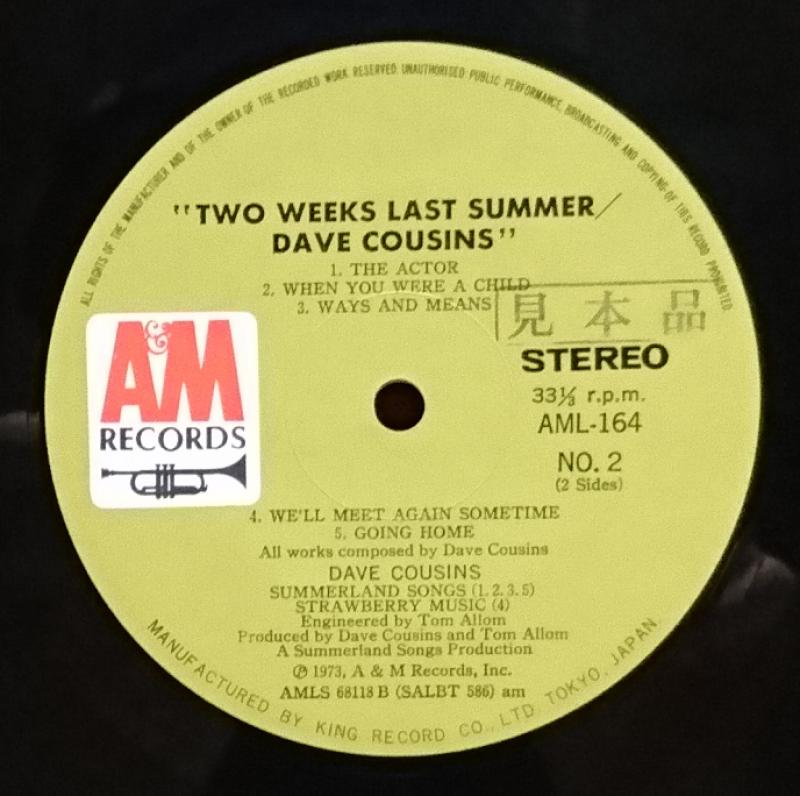 ALL RIGHTS OF THE MANUFACTURER AND OF THE OWNER OF THE RECORDED WORK RESERVED UNAUTHORISED PUBLIC PERFORMANCE, BROADCASTING AND COPYING OF THIS RECORD PROHIBITED
"TWO WEEKS LAST SUMMER/
DAVE COUSINS"
1. THE ACTOR
2. WHEN YOU WERE A CHILD
3. WAYS AND MEANS
見本品
A&M
RECORDS
STEREO
33⅓ r.p.m.
AML-164
NO. 2
(2 Sides)
4. WE'LL MEET AGAIN SOMETIME
5. GOING HOME
All works composed by Dave Cousins
DAVE COUSINS
SUMMERLAND SONGS (1.2.3.5)
STRAWBERRY MUSIC (4)
Engineered by Tom Allom
Produced by Dave Cousins and Tom Allom
A Summerland Songs Production
℗ 1973, A & M Records, Inc.
AMLS 68118 B (SALBT 586) am
MANUFACTURED BY KING RECORD CO., LTD. TOKYO, JAPAN.